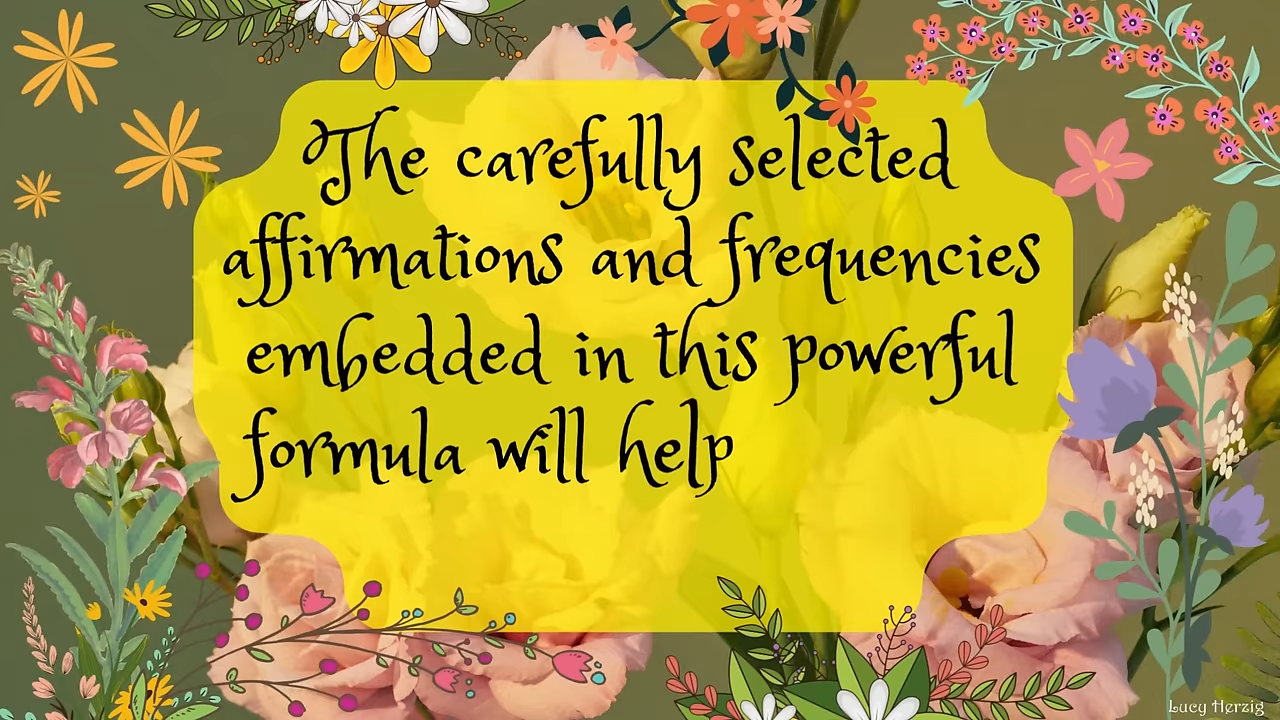 The carefully selected
affirmations and frequencies
embedded in this powerful
formula will help
Lucy Herzig